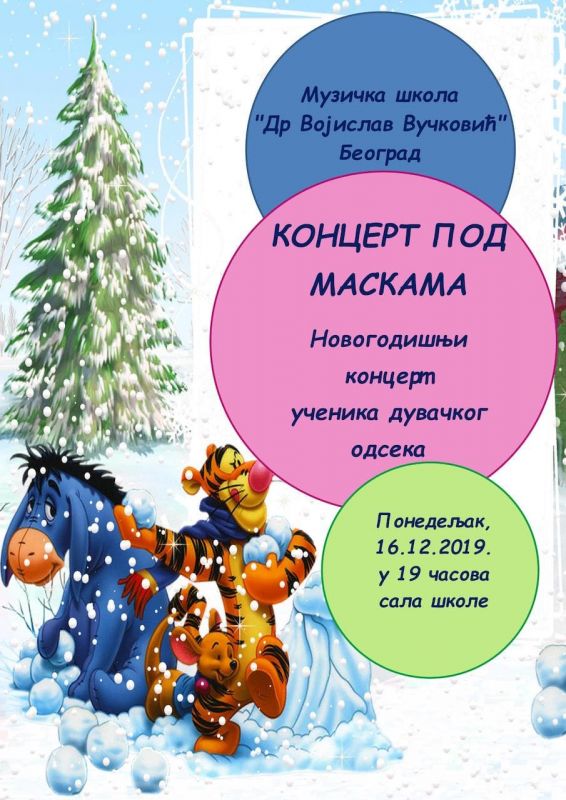 Музичка школа
"Др Војислав Вучковић"
Београд
КОНЦЕРТ ПОД
МАСКАМА
Новогодишњи
концерт
ученика дувачког
одсека
Понедељак,
16.12.2019.
у 19 часова
сала школе